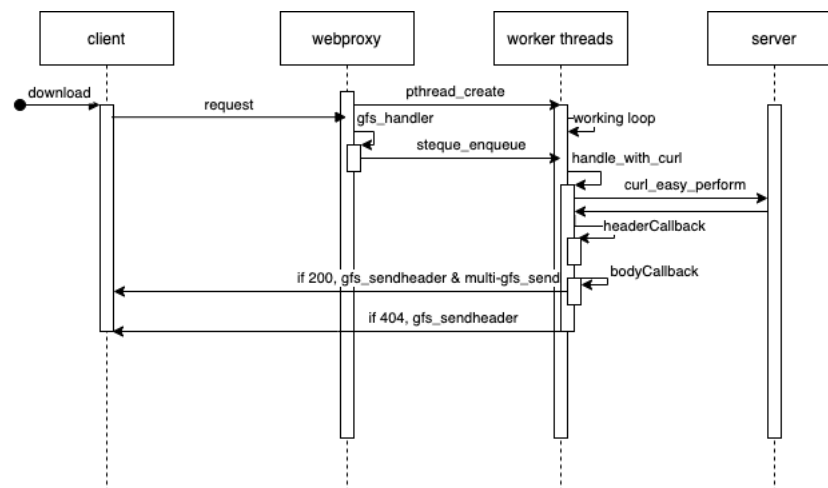 client
webproxy
worker threads
server
download
pthread_create
request
gfs_handler
working loop
steque_enqueue
handle_with_curl
curl_easy_perform
headerCallback
bodyCallback
if 200, gfs_sendheader & multi-gfs_send
if 404, gfs_sendheader